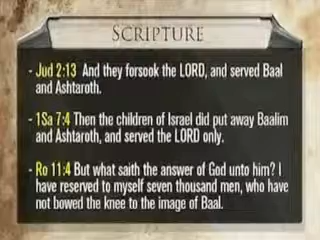 SCRIPTURE
- Jud 2:13 And they forsook the LORD, and served Baal
and Ashtaroth.
- 1Sa 7:4 Then the children of Israel did put away Baalim
and Ashtaroth, and served the LORD only.
- Ro 11:4 But what saith the answer of God unto him? I
have reserved to myself seven thousand men, who have
not bowed the knee to the image of Baal.